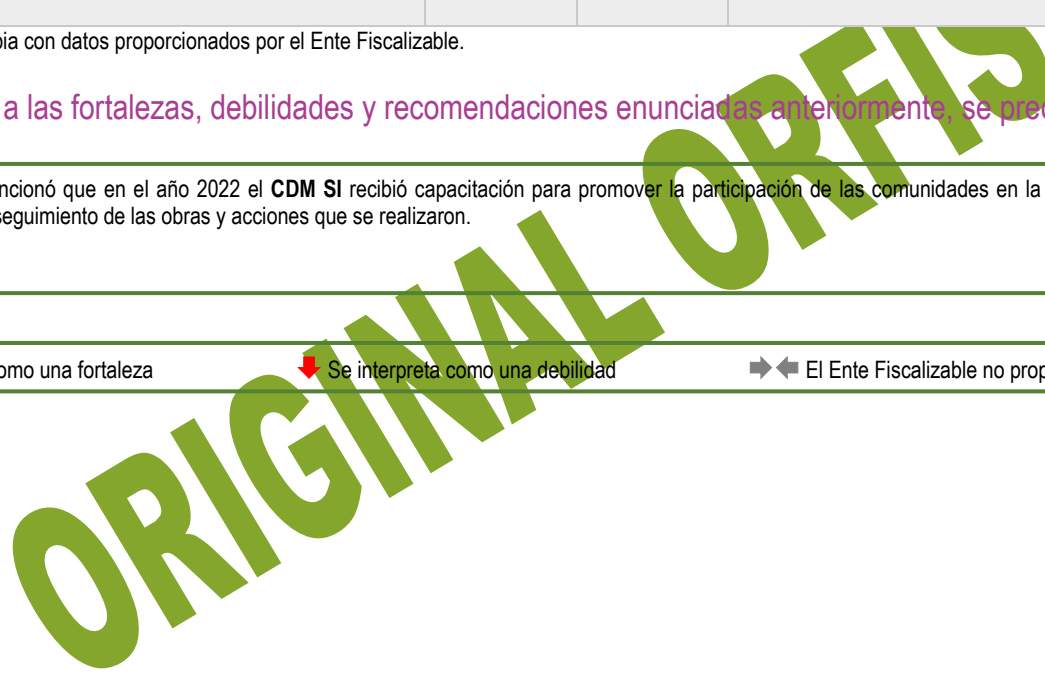 pia con datos proporcionados por el Ente Fiscalizable.
a las fortalezas, debilidades y recomendaciones enunciadas anteriormente, se prec
ncionó que en el año 2022 el CDM SI recibió capacitación para promover la participación de las comunidades en la
seguimiento de las obras y acciones que se realizaron.
omo una fortaleza Se interpreta como una debilidad El Ente Fiscalizable no prop
ORIGINAL ORFIS